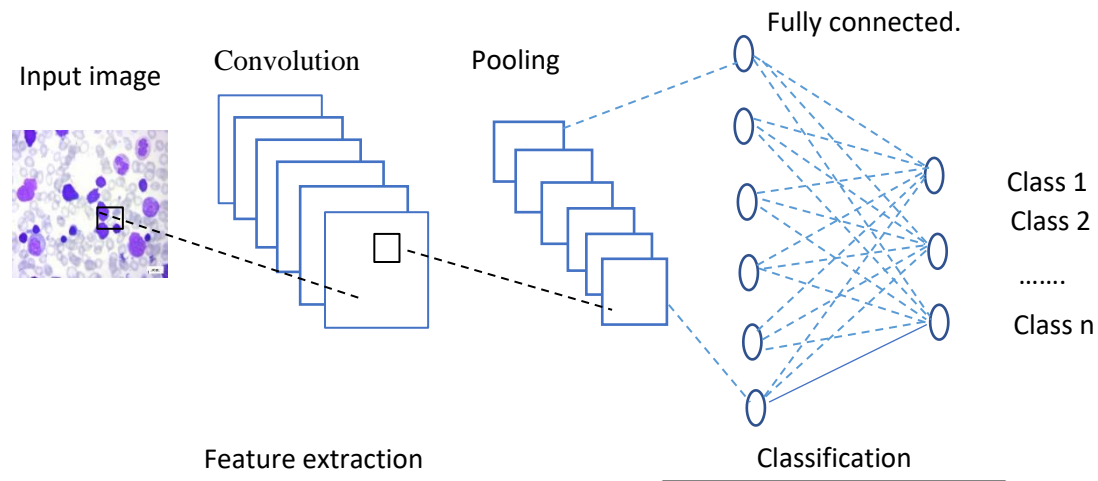 Fully connected.
Input image
Convolution
Pooling
Class 1
Class 2
…….
Class n
Feature extraction
Classification